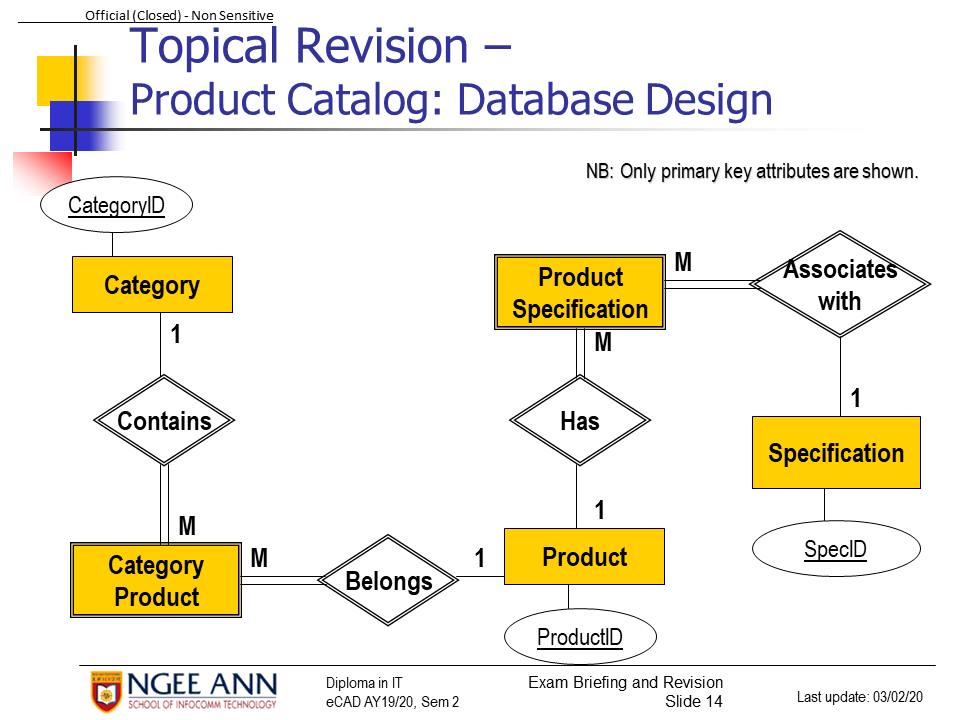 Official (Closed) - Non Sensitive
Topical Revision –
Product Catalog: Database Design
NB: Only primary key attributes are shown.
CategoryID
Category
1
Contains
M
Category
Product
M
Belongs
1
Product
ProductID
1
Has
M
Product
Specification
M
Associates
with
1
Specification
SpecID
NGEE ANN
SCHOOL OF INFOCOMM TECHNOLOGY
Diploma in IT
eCAD AY19/20, Sem 2
Exam Briefing and Revision
Slide 14
Last update: 03/02/20